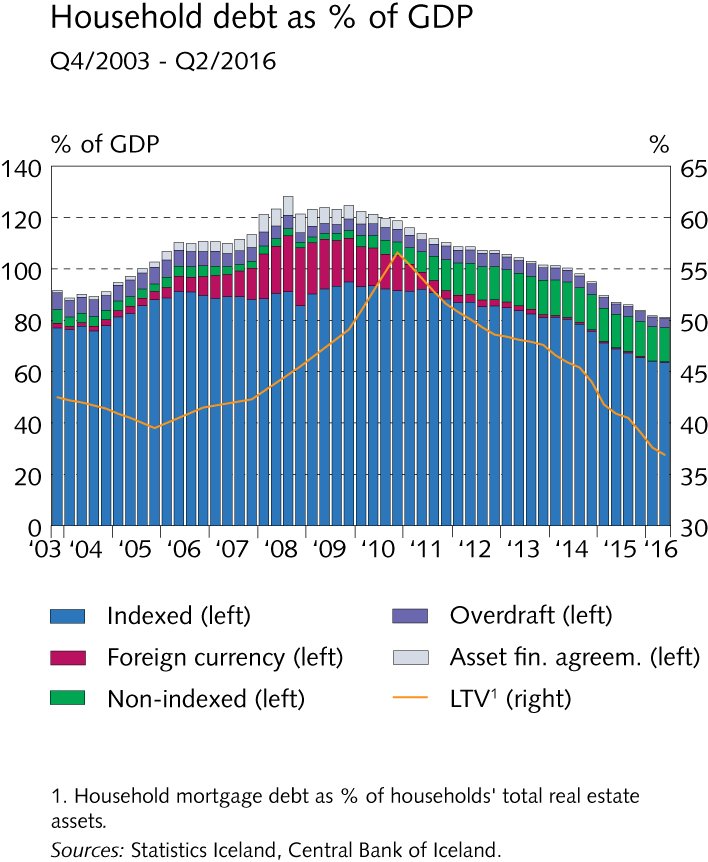 Household debt as % of GDP
Q4/2003 - Q2/2016
% of GDP %
140 65
120 60
100 55
80 50
60 45
40 40
20 35
0 30
'03 '04 '05 '06 '07 '08 '09 '10 '11 '12 '13 '14 '15 '16
Indexed (left) Overdraft (left)
Foreign currency (left) Asset fin. agreem. (left)
Non-indexed (left) LTV¹ (right)
1. Household mortgage debt as % of households' total real estate
assets.
Sources: Statistics Iceland, Central Bank of Iceland.